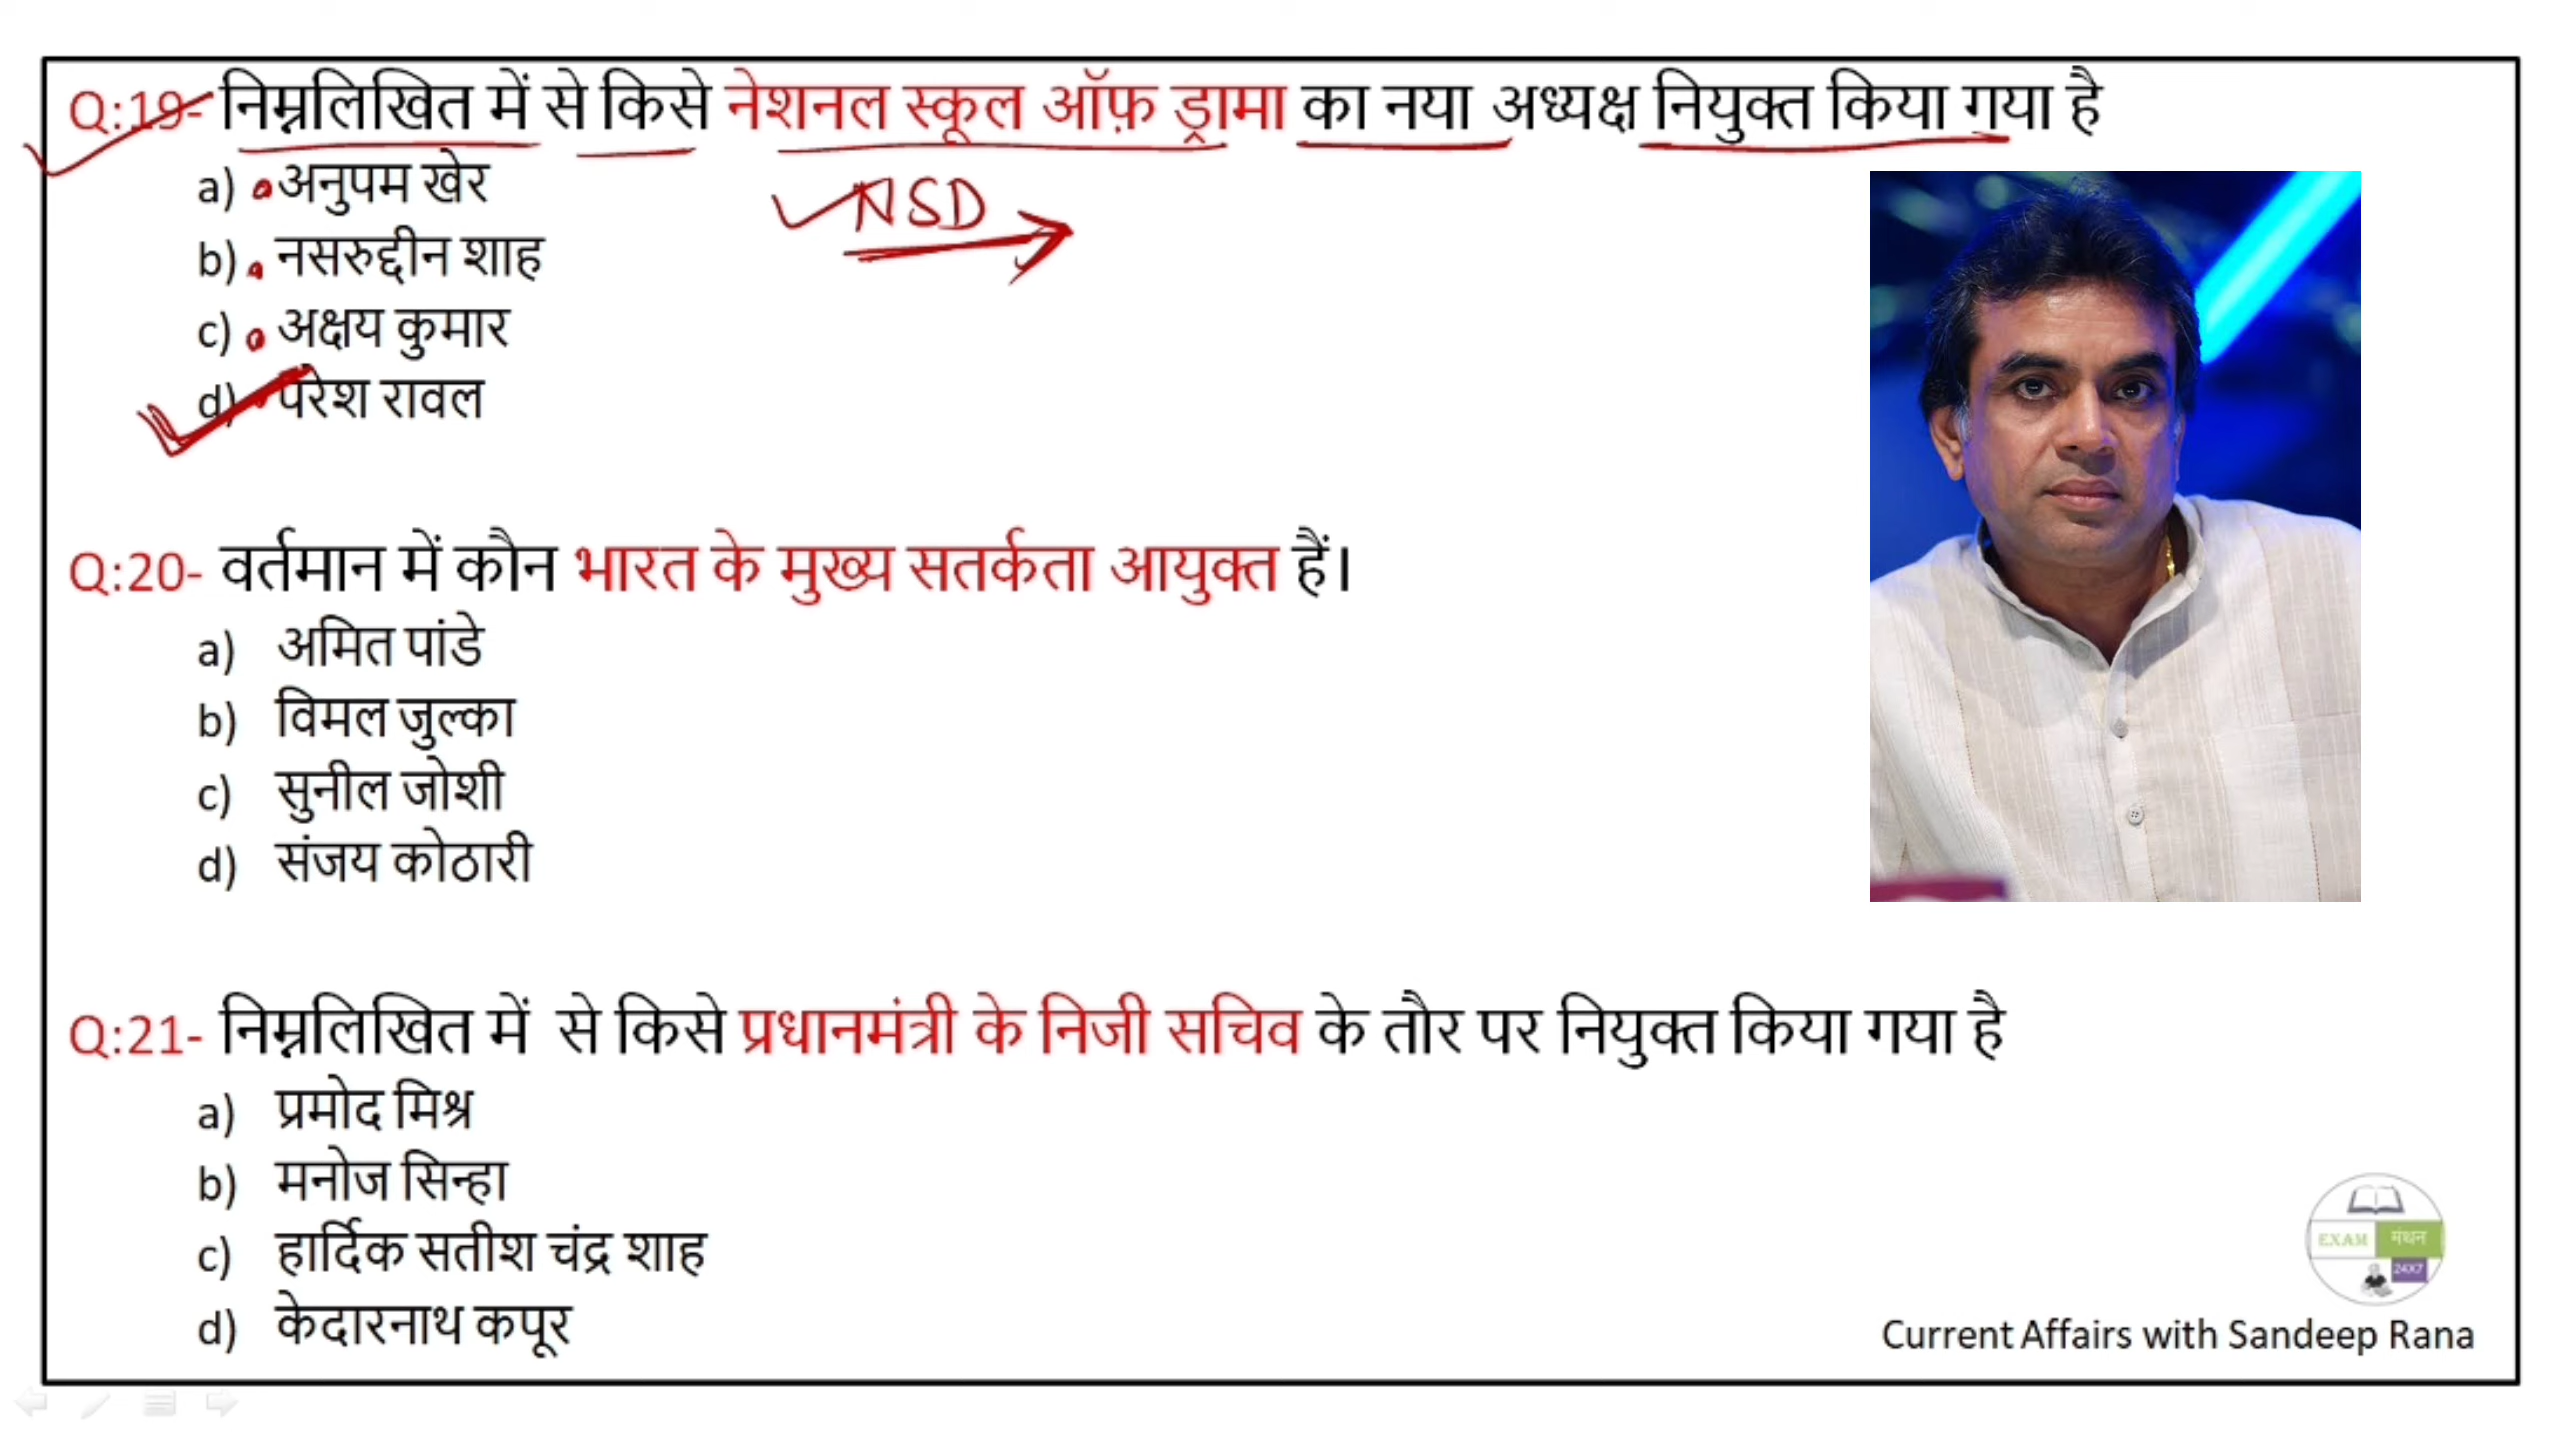 Q:19- निम्नलिखित में से किसे नेशनल स्कूल ऑफ़ ड्रामा का नया अध्यक्ष नियुक्त किया गया है
a) अनुपम खेर
NSD
b) नसरुद्दीन शाह
c) अक्षय कुमार
d) परेश रावल
Q:20- वर्तमान में कौन भारत के मुख्य सतर्कता आयुक्त हैं।
a) अमित पांडे
b) विमल जुल्का
c) सुनील जोशी
d) संजय कोठारी
Q:21- निम्नलिखित में से किसे प्रधानमंत्री के निजी सचिव के तौर पर नियुक्त किया गया है
a) प्रमोद मिश्र
b) मनोज सिन्हा
c) हार्दिक सतीश चंद्र शाह
d) केदारनाथ कपूर
EXAM मंथन
24X7
Current Affairs with Sandeep Rana